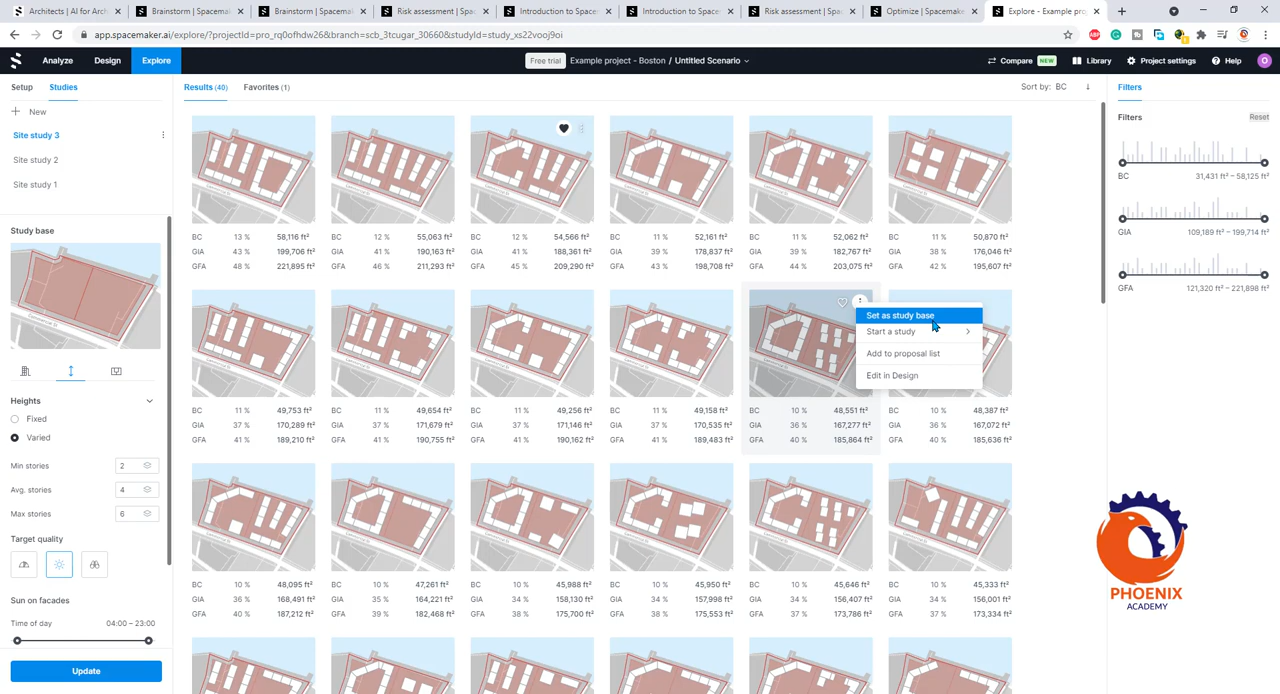 Architects | AI for Arch
Brainstorm | Spacemak
Brainstorm | Spacemak
Risk assessment | Spac
Introduction to Spaces
Introduction to Space
Risk assessment | Spac
Optimize | Spacemake
Explore - Example proj
app.spacemaker.ai/explore/?projectId=pro_rq0ofhdw26&branch=scb_3tcugar_30660&studyId=study_xs22vooj9oi
Analyze
Design
Explore
Free trial
Example project - Boston / Untitled Scenario
Compare NEW
Library
Project settings
Help
O
Setup
Studies
New
Site study 3
Site study 2
Site study 1
Study base
Heights
Fixed
Varied
Min stories 2
Avg. stories 4
Max stories 6
Target quality
Sun on facades
Time of day 04:00 – 23:00
Update
Results (40)
Favorites (1)
Sort by: BC
BC 13 % 58,116 ft²
GIA 43 % 199,706 ft²
GFA 48 % 221,895 ft²
BC 12 % 55,063 ft²
GIA 41 % 190,163 ft²
GFA 46 % 211,293 ft²
BC 12 % 54,566 ft²
GIA 41 % 188,361 ft²
GFA 45 % 209,290 ft²
BC 11 % 52,161 ft²
GIA 39 % 178,837 ft²
GFA 43 % 198,708 ft²
BC 11 % 52,062 ft²
GIA 39 % 182,767 ft²
GFA 44 % 203,075 ft²
BC 11 % 50,870 ft²
GIA 38 % 176,046 ft²
GFA 42 % 195,607 ft²
Set as study base
Start a study
Add to proposal list
Edit in Design
BC 11 % 49,753 ft²
GIA 37 % 170,289 ft²
GFA 41 % 189,210 ft²
BC 11 % 49,654 ft²
GIA 37 % 171,679 ft²
GFA 41 % 190,755 ft²
BC 11 % 49,256 ft²
GIA 37 % 171,146 ft²
GFA 41 % 190,162 ft²
BC 11 % 49,158 ft²
GIA 37 % 170,535 ft²
GFA 41 % 189,483 ft²
BC 10 % 48,551 ft²
GIA 36 % 167,277 ft²
GFA 40 % 185,864 ft²
BC 10 % 48,387 ft²
GIA 36 % 167,072 ft²
GFA 40 % 185,636 ft²
BC 10 % 48,095 ft²
GIA 36 % 168,491 ft²
GFA 40 % 187,212 ft²
BC 10 % 47,261 ft²
GIA 35 % 164,221 ft²
GFA 39 % 182,468 ft²
BC 10 % 45,988 ft²
GIA 34 % 158,130 ft²
GFA 38 % 175,700 ft²
BC 10 % 45,950 ft²
GIA 34 % 157,998 ft²
GFA 38 % 175,553 ft²
BC 10 % 45,646 ft²
GIA 34 % 156,407 ft²
GFA 37 % 173,786 ft²
BC 10 % 45,333 ft²
GIA 34 % 156,001 ft²
GFA 37 % 173,334 ft²
Filters
Filters
Reset
BC 31,431 ft² – 58,125 ft²
GIA 109,189 ft² – 199,714 ft²
GFA 121,320 ft² – 221,898 ft²
PHOENIX
ACADEMY